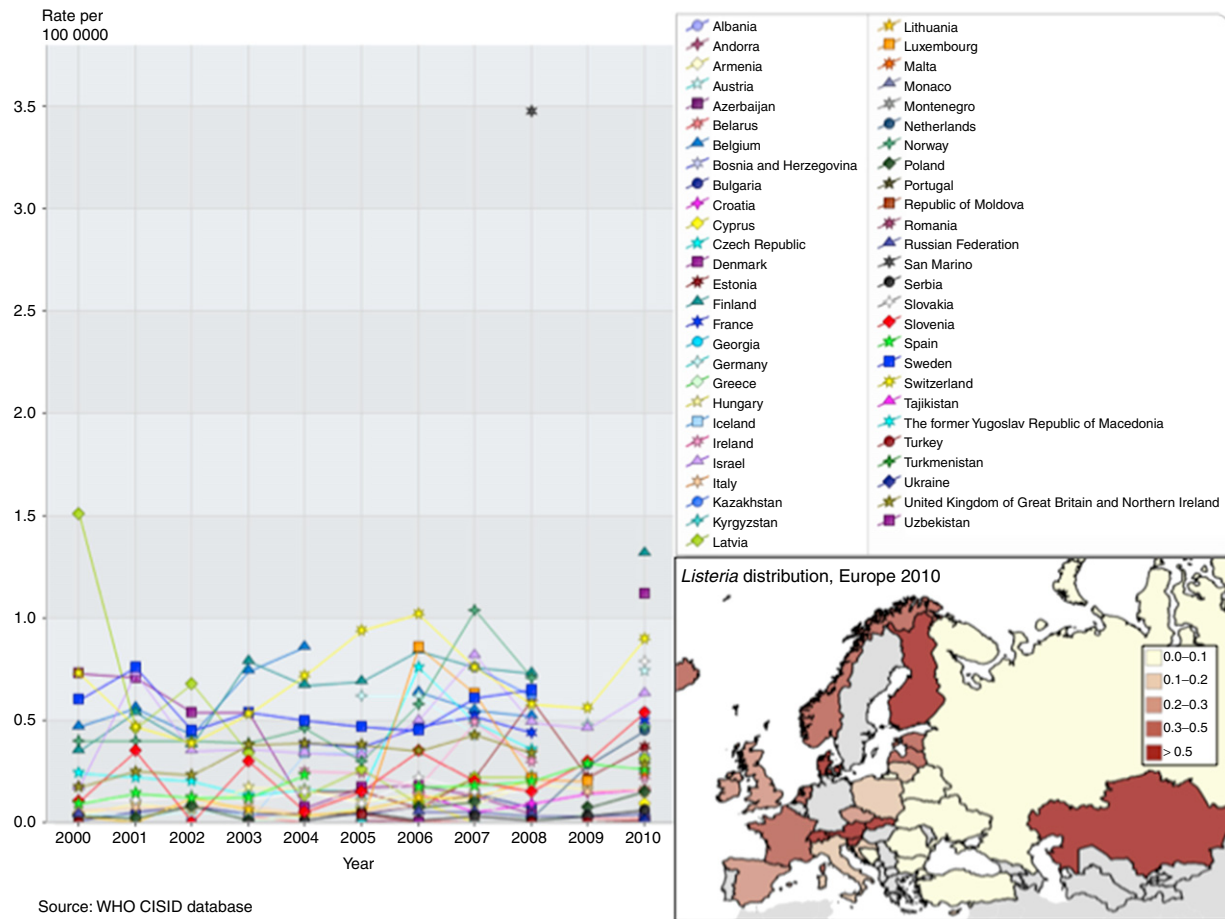 Rate per
100 0000
3.5
3.0
2.5
2.0
1.5
1.0
0.5
0.0
2000 2001 2002 2003 2004 2005 2006 2007 2008 2009 2010
Year
Source: WHO CISID database
Albania
Andorra
Armenia
Austria
Azerbaijan
Belarus
Belgium
Bosnia and Herzegovina
Bulgaria
Croatia
Cyprus
Czech Republic
Denmark
Estonia
Finland
France
Georgia
Germany
Greece
Hungary
Iceland
Ireland
Israel
Italy
Kazakhstan
Kyrgyzstan
Latvia
Lithuania
Luxembourg
Malta
Monaco
Montenegro
Netherlands
Norway
Poland
Portugal
Republic of Moldova
Romania
Russian Federation
San Marino
Serbia
Slovakia
Slovenia
Spain
Sweden
Switzerland
Tajikistan
The former Yugoslav Republic of Macedonia
Turkey
Turkmenistan
Ukraine
United Kingdom of Great Britain and Northern Ireland
Uzbekistan
Listeria distribution, Europe 2010
0.0–0.1
0.1–0.2
0.2–0.3
0.3–0.5
> 0.5